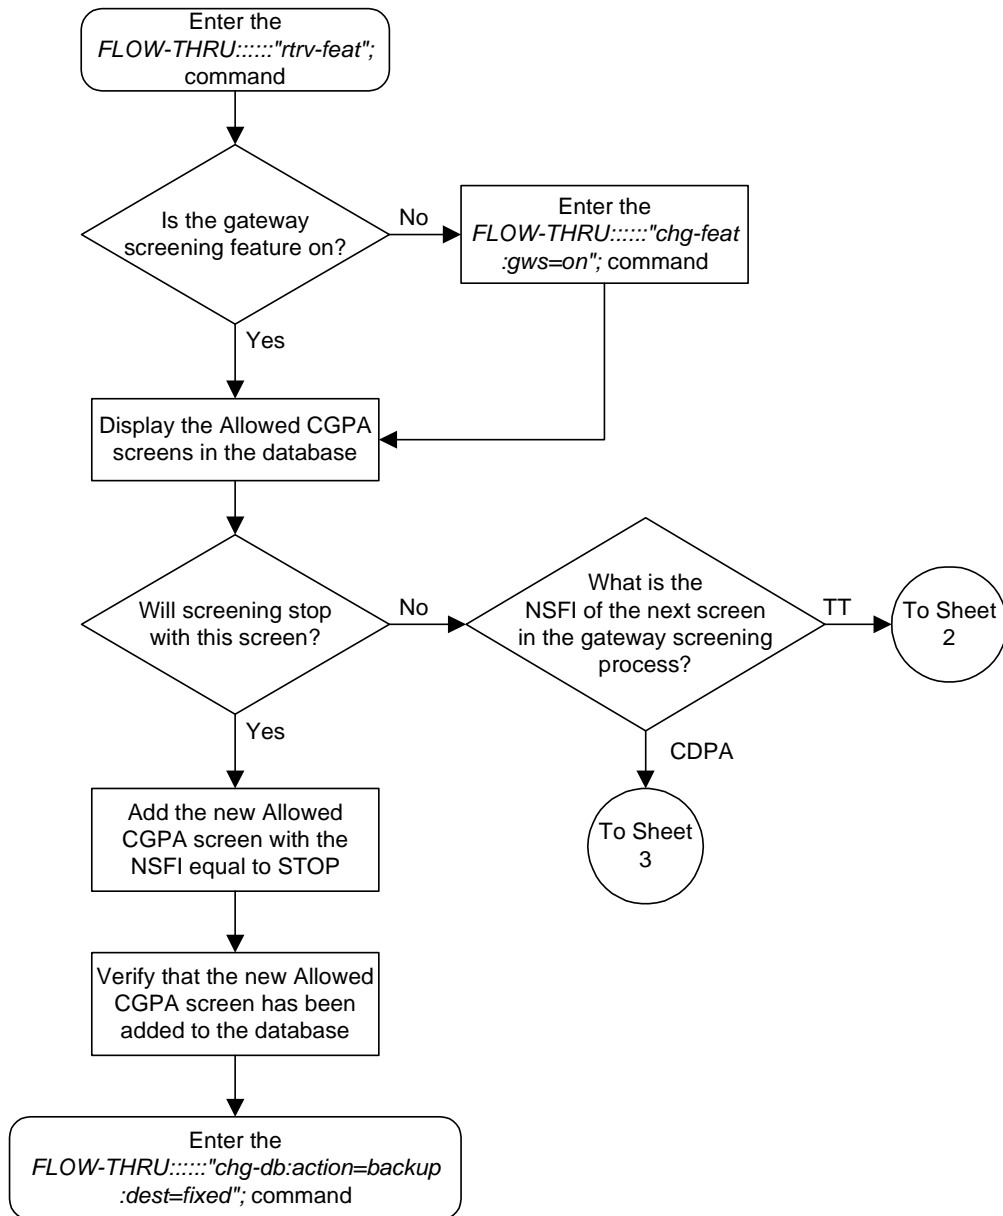 Enter the
FLOW-THRU::::::"rtrv-feat";
command
Is the gateway
screening feature on?
No
Enter the
FLOW-THRU::::::"chg-feat
:gws=on"; command
Yes
Display the Allowed CGPA
screens in the database
Will screening stop
with this screen?
No
What is the
NSFI of the next screen
in the gateway screening
process?
TT
To Sheet
2
Yes
CDPA
Add the new Allowed
CGPA screen with the
NSFI equal to STOP
To Sheet
3
Verify that the new Allowed
CGPA screen has been
added to the database
Enter the
FLOW-THRU::::::"chg-db:action=backup
:dest=fixed"; command